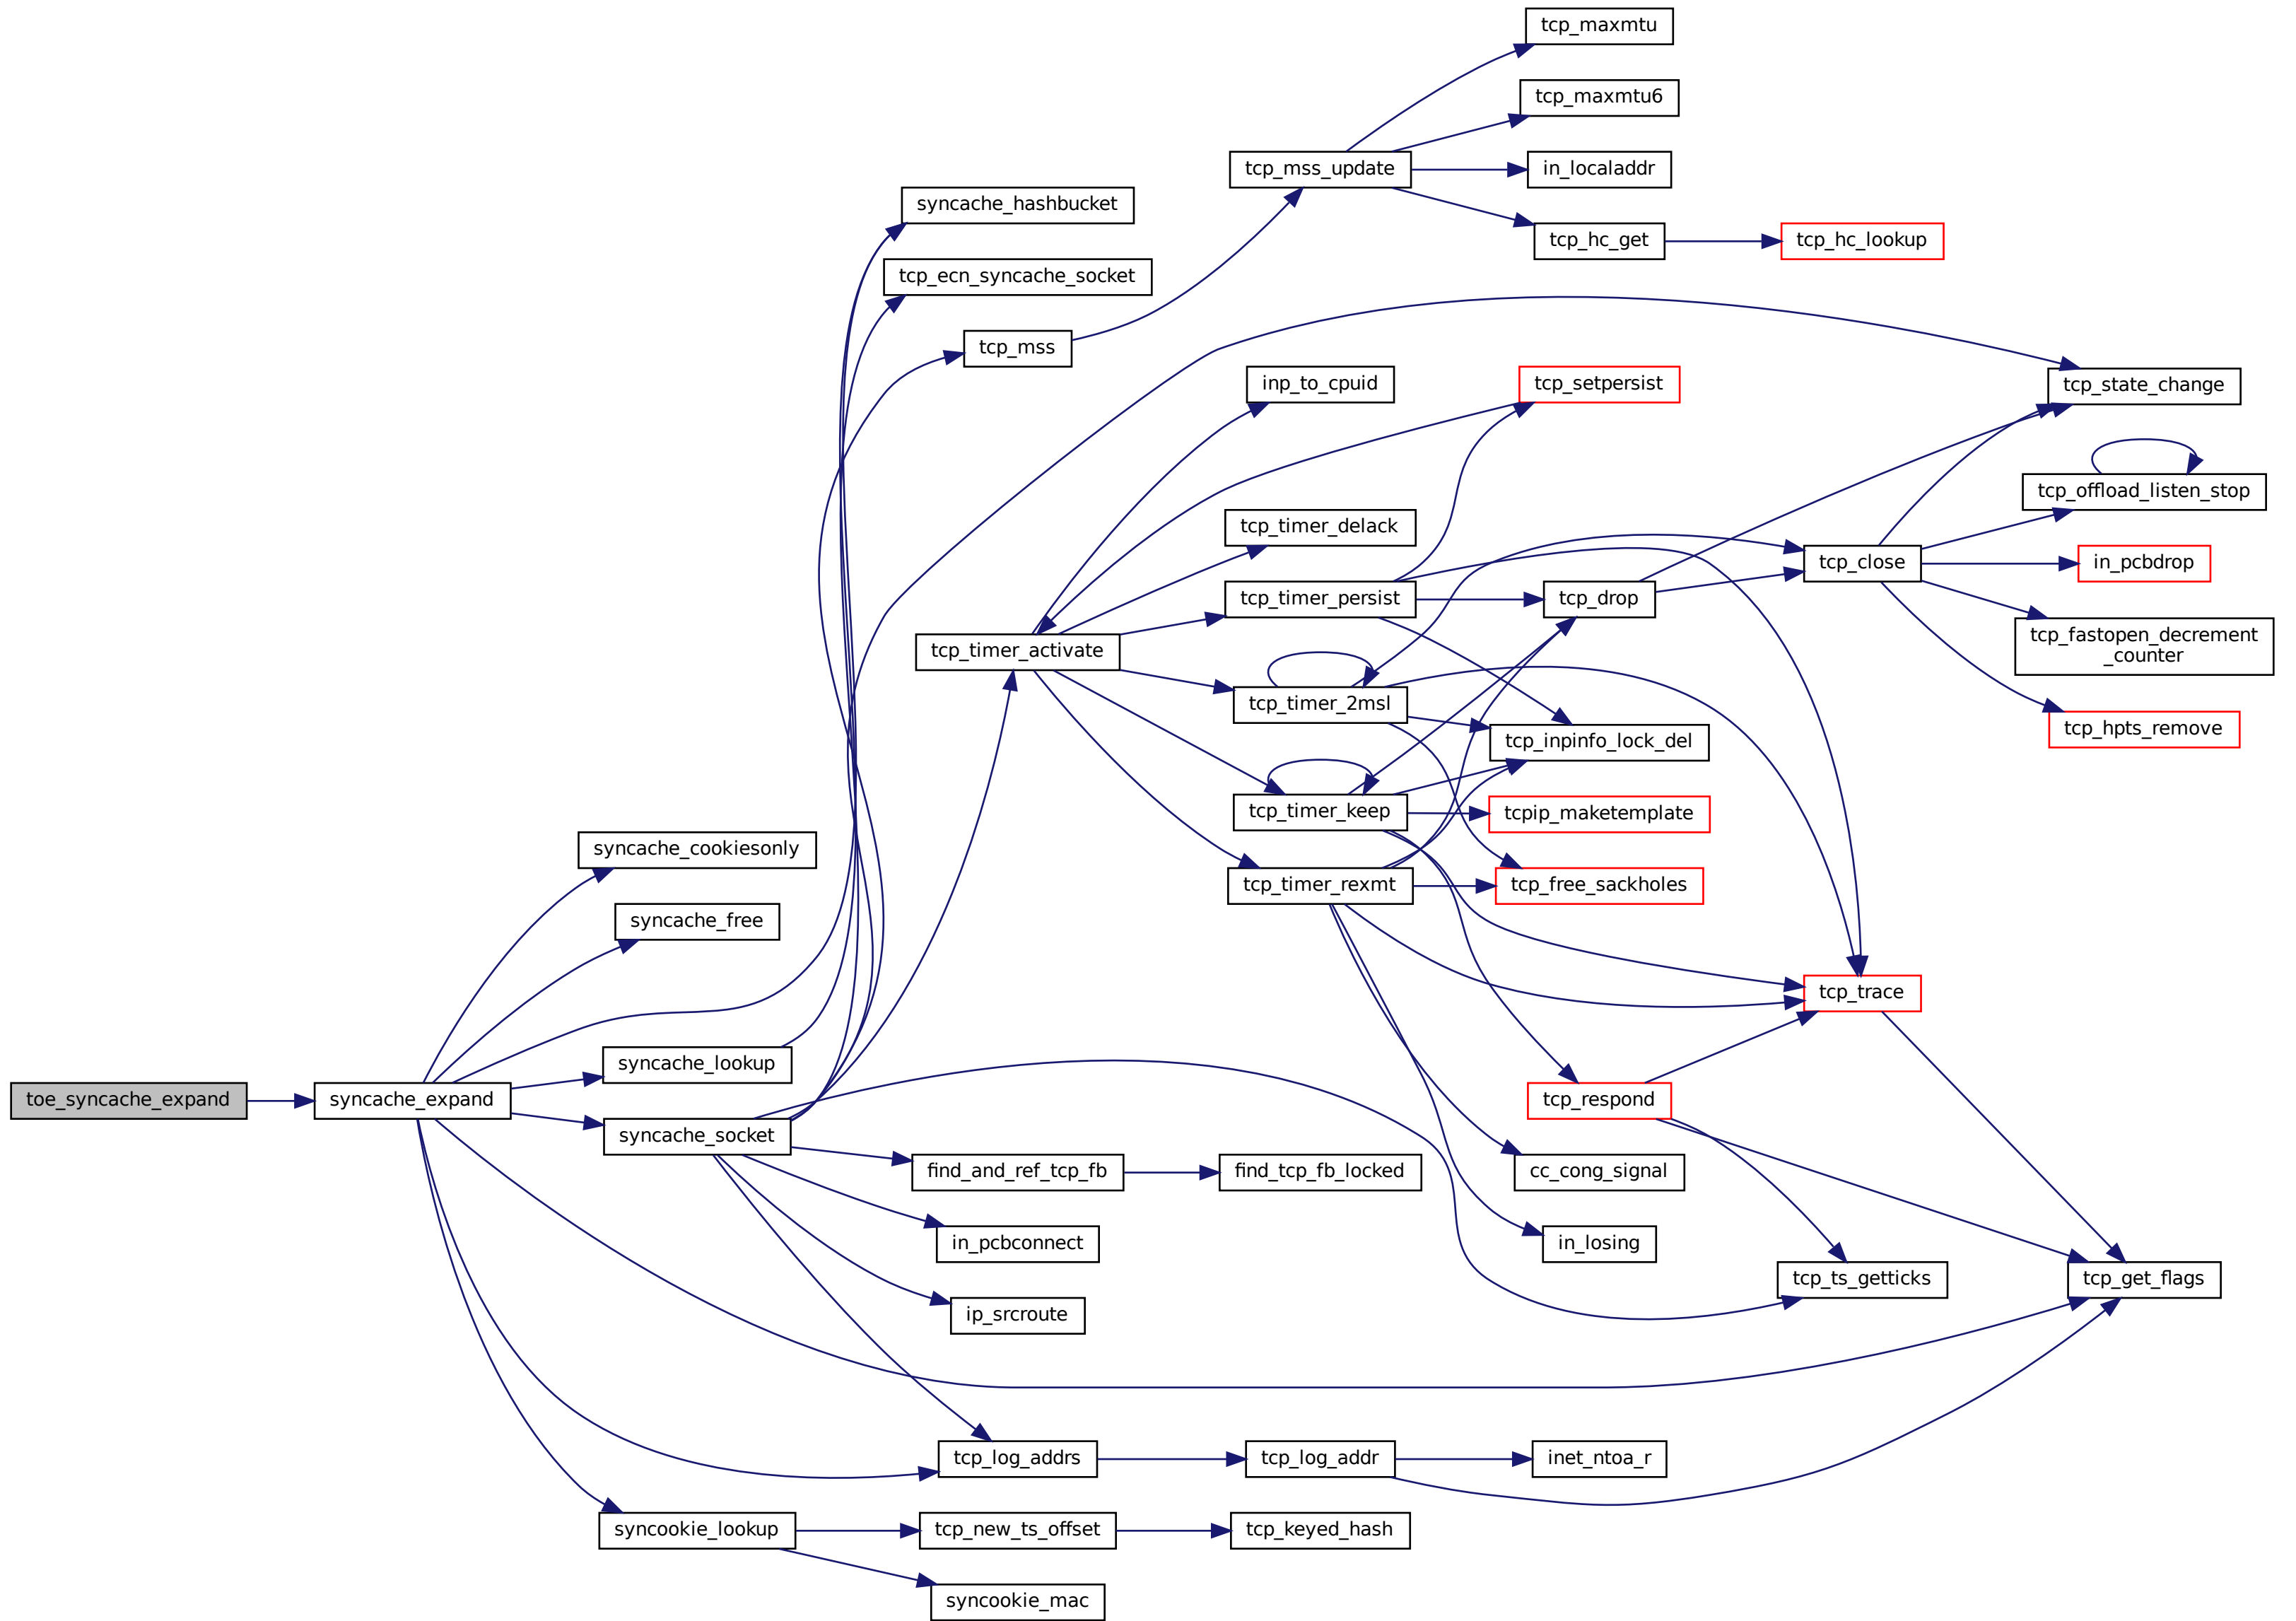 tcp_maxmtu
tcp_maxmtu6
tcp_mss_update
in_localaddr
syncache_hashbucket
tcp_hc_get
tcp_hc_lookup
tcp_ecn_syncache_socket
tcp_mss
inp_to_cpuid
tcp_setpersist
tcp_state_change
tcp_offload_listen_stop
tcp_timer_delack
tcp_close
in_pcbdrop
tcp_timer_persist
tcp_drop
tcp_fastopen_decrement
_counter
tcp_timer_activate
tcp_timer_2msl
tcp_hpts_remove
tcp_inpinfo_lock_del
tcp_timer_keep
tcpip_maketemplate
syncache_cookiesonly
tcp_timer_rexmt
tcp_free_sackholes
syncache_free
tcp_trace
syncache_lookup
toe_syncache_expand
syncache_expand
tcp_respond
syncache_socket
find_and_ref_tcp_fb
find_tcp_fb_locked
cc_cong_signal
in_pcbconnect
in_losing
tcp_ts_getticks
tcp_get_flags
ip_srcroute
tcp_log_addrs
tcp_log_addr
inet_ntoa_r
syncookie_lookup
tcp_new_ts_offset
tcp_keyed_hash
syncookie_mac